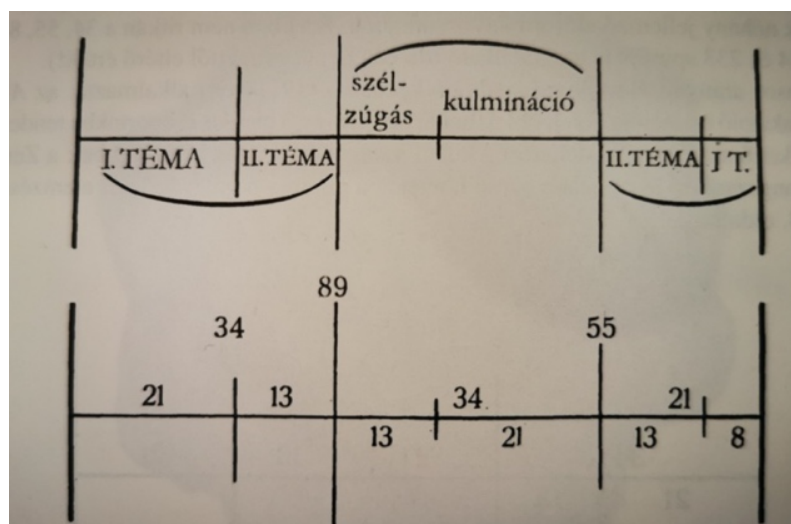 szél-
zúgás
kulmináció
I. TÉMA
II. TÉMA
II. TÉMA
I T.
89
34
55
21
13
34
21
13
21
13
8